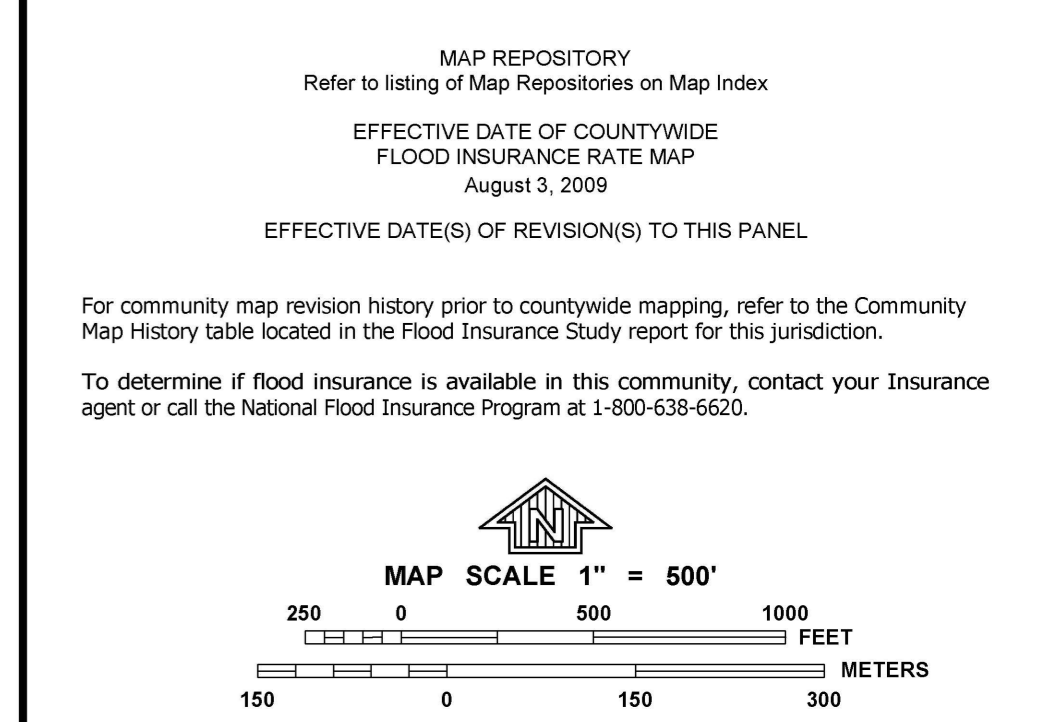 MAP REPOSITORY
Refer to listing of Map Repositories on Map Index
EFFECTIVE DATE OF COUNTYWIDE
FLOOD INSURANCE RATE MAP
August 3, 2009
EFFECTIVE DATE(S) OF REVISION(S) TO THIS PANEL
For community map revision history prior to countywide mapping, refer to the Community
Map History table located in the Flood Insurance Study report for this jurisdiction.
To determine if flood insurance is available in this community, contact your Insurance
agent or call the National Flood Insurance Program at 1-800-638-6620.
N
MAP SCALE 1" = 500'
250 0 500 1000
FEET
METERS
150 0 150 300